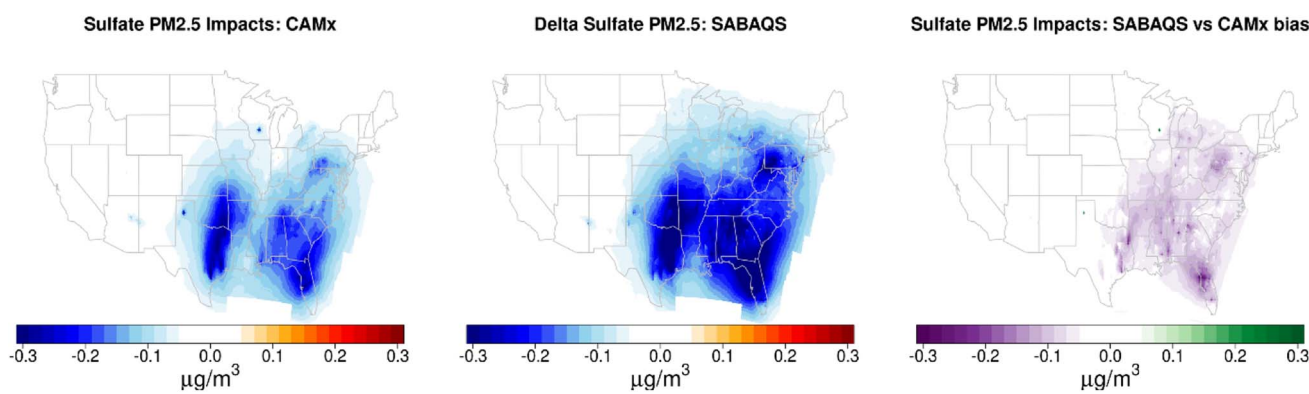 Sulfate PM2.5 Impacts: CAMx
Delta Sulfate PM2.5: SABAQS
Sulfate PM2.5 Impacts: SABAQS vs CAMx bias
-0.3 -0.2 -0.1 0.0 0.1 0.2 0.3
μg/m³
-0.3 -0.2 -0.1 0.0 0.1 0.2 0.3
μg/m³
-0.3 -0.2 -0.1 0.0 0.1 0.2 0.3
μg/m³